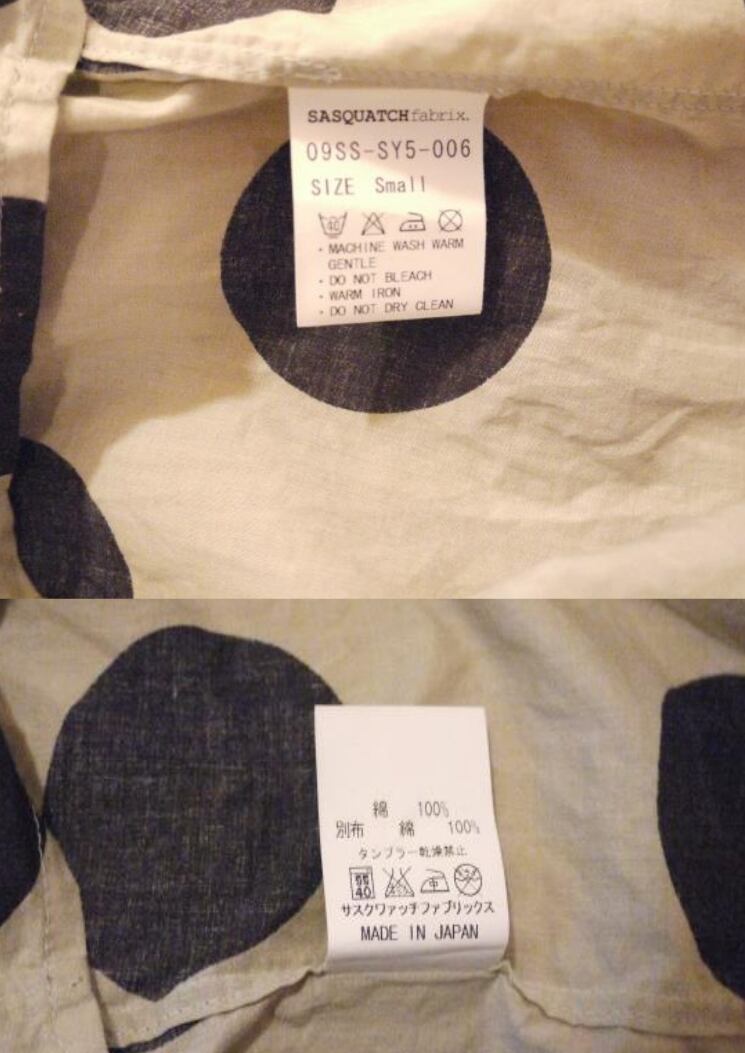 SASQUATCHfabrix.
09SS-SY5-006
SIZE Small
40
・MACHINE WASH WARM
GENTLE
・DO NOT BLEACH
・WARM IRON
・DO NOT DRY CLEAN
綿 100%
別布 綿 100%
タンブラー乾燥禁止
40 中
サスクワァッチファブリックス
MADE IN JAPAN